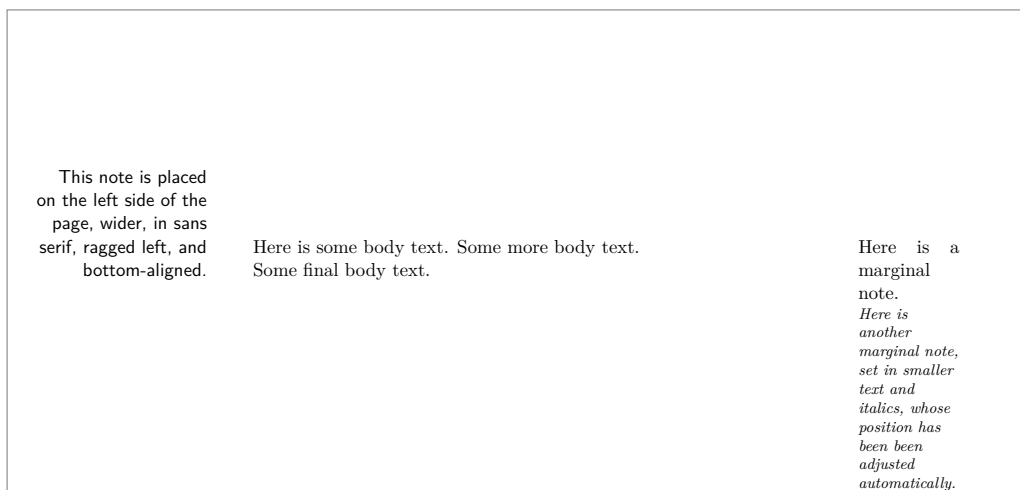 This note is placed
on the left side of the
page, wider, in sans
serif, ragged left, and
bottom-aligned.
Here is some body text. Some more body text.
Some final body text.
Here is a
marginal
note.
Here is
another
marginal note,
set in smaller
text and
italics, whose
position has
been been
adjusted
automatically.